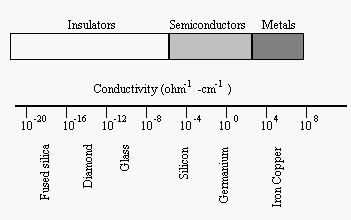 Insulators Semiconductors Metals
Conductivity (ohm⁻¹ -cm⁻¹ )
10⁻²⁰ 10⁻¹⁶ 10⁻¹² 10⁻⁸ 10⁻⁴ 10⁰ 10⁴ 10⁸
Fused silica
Diamond
Glass
Silicon
Germanium
Iron Copper